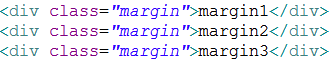 <div class="margin">margin1</div>
<div class="margin">margin2</div>
<div class="margin">margin3</div>